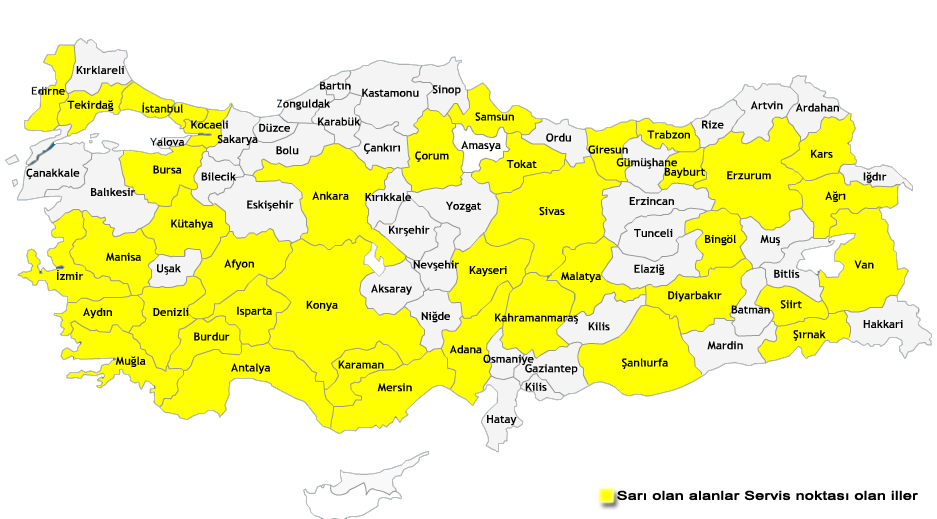 Kırklareli
Edirne
Tekirdağ
İstanbul
Kocaeli
Yalova
Sakarya
Düzce
Zonguldak
Bartın
Karabük
Kastamonu
Sinop
Bolu
Çankırı
Çorum
Samsun
Amasya
Tokat
Ordu
Giresun
Gümüşhane
Trabzon
Bayburt
Rize
Artvin
Ardahan
Kars
Iğdır
Ağrı
Erzurum
Erzincan
Çanakkale
Balıkesir
Bursa
Bilecik
Eskişehir
Ankara
Kırıkkale
Yozgat
Sivas
Kırşehir
Tunceli
Bingöl
Muş
Bitlis
Van
Elaziğ
Kütahya
Manisa
Uşak
Afyon
İzmir
Aydın
Denizli
Isparta
Burdur
Muğla
Antalya
Konya
Karaman
Mersin
Aksaray
Nevşehir
Niğde
Kayseri
Malatya
Kahramanmaraş
Adana
Osmaniye
Gaziantep
Kilis
Kilis
Hatay
Şanlıurfa
Diyarbakır
Batman
Mardin
Siirt
Şırnak
Hakkari
Sarı olan alanlar Servis noktası olan iller